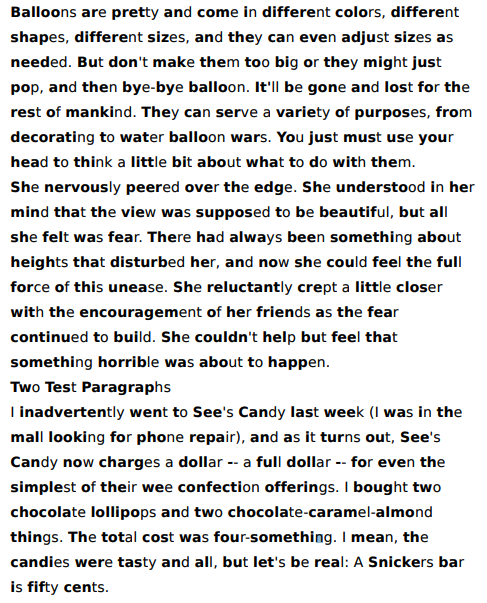 Balloons are pretty and come in different colors, different
shapes, different sizes, and they can even adjust sizes as
needed. But don't make them too big or they might just
pop, and then bye-bye balloon. It'll be gone and lost for the
rest of mankind. They can serve a variety of purposes, from
decorating to water balloon wars. You just must use your
head to think a little bit about what to do with them.
She nervously peered over the edge. She understood in her
mind that the view was supposed to be beautiful, but all
she felt was fear. There had always been something about
heights that disturbed her, and now she could feel the full
force of this unease. She reluctantly crept a little closer
with the encouragement of her friends as the fear
continued to build. She couldn't help but feel that
something horrible was about to happen.
Two Test Paragraphs
I inadvertently went to See's Candy last week (I was in the
mall looking for phone repair), and as it turns out, See's
Candy now charges a dollar -- a full dollar -- for even the
simplest of their wee confection offerings. I bought two
chocolate lollipops and two chocolate-caramel-almond
things. The total cost was four-something. I mean, the
candies were tasty and all, but let's be real: A Snickers bar
is fifty cents.